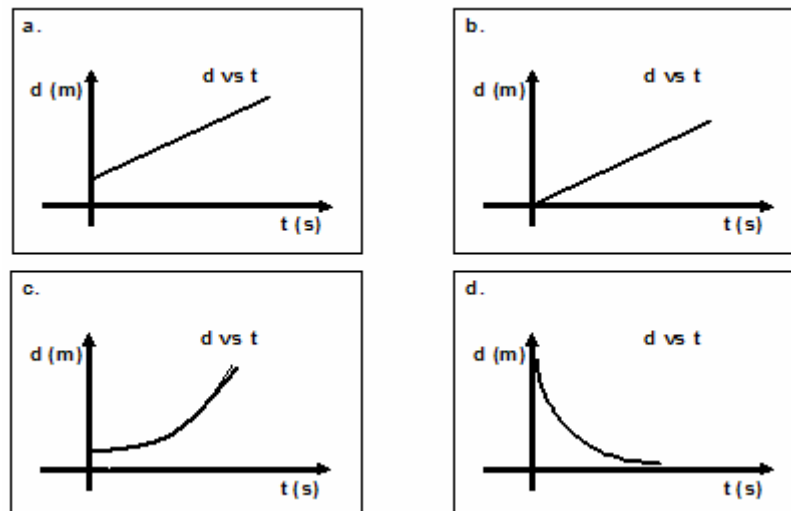 a.
d vs t
d (m)
t (s)
b.
d vs t
d (m)
t (s)
c.
d vs t
d (m)
t (s)
d.
d vs t
d (m)
t (s)